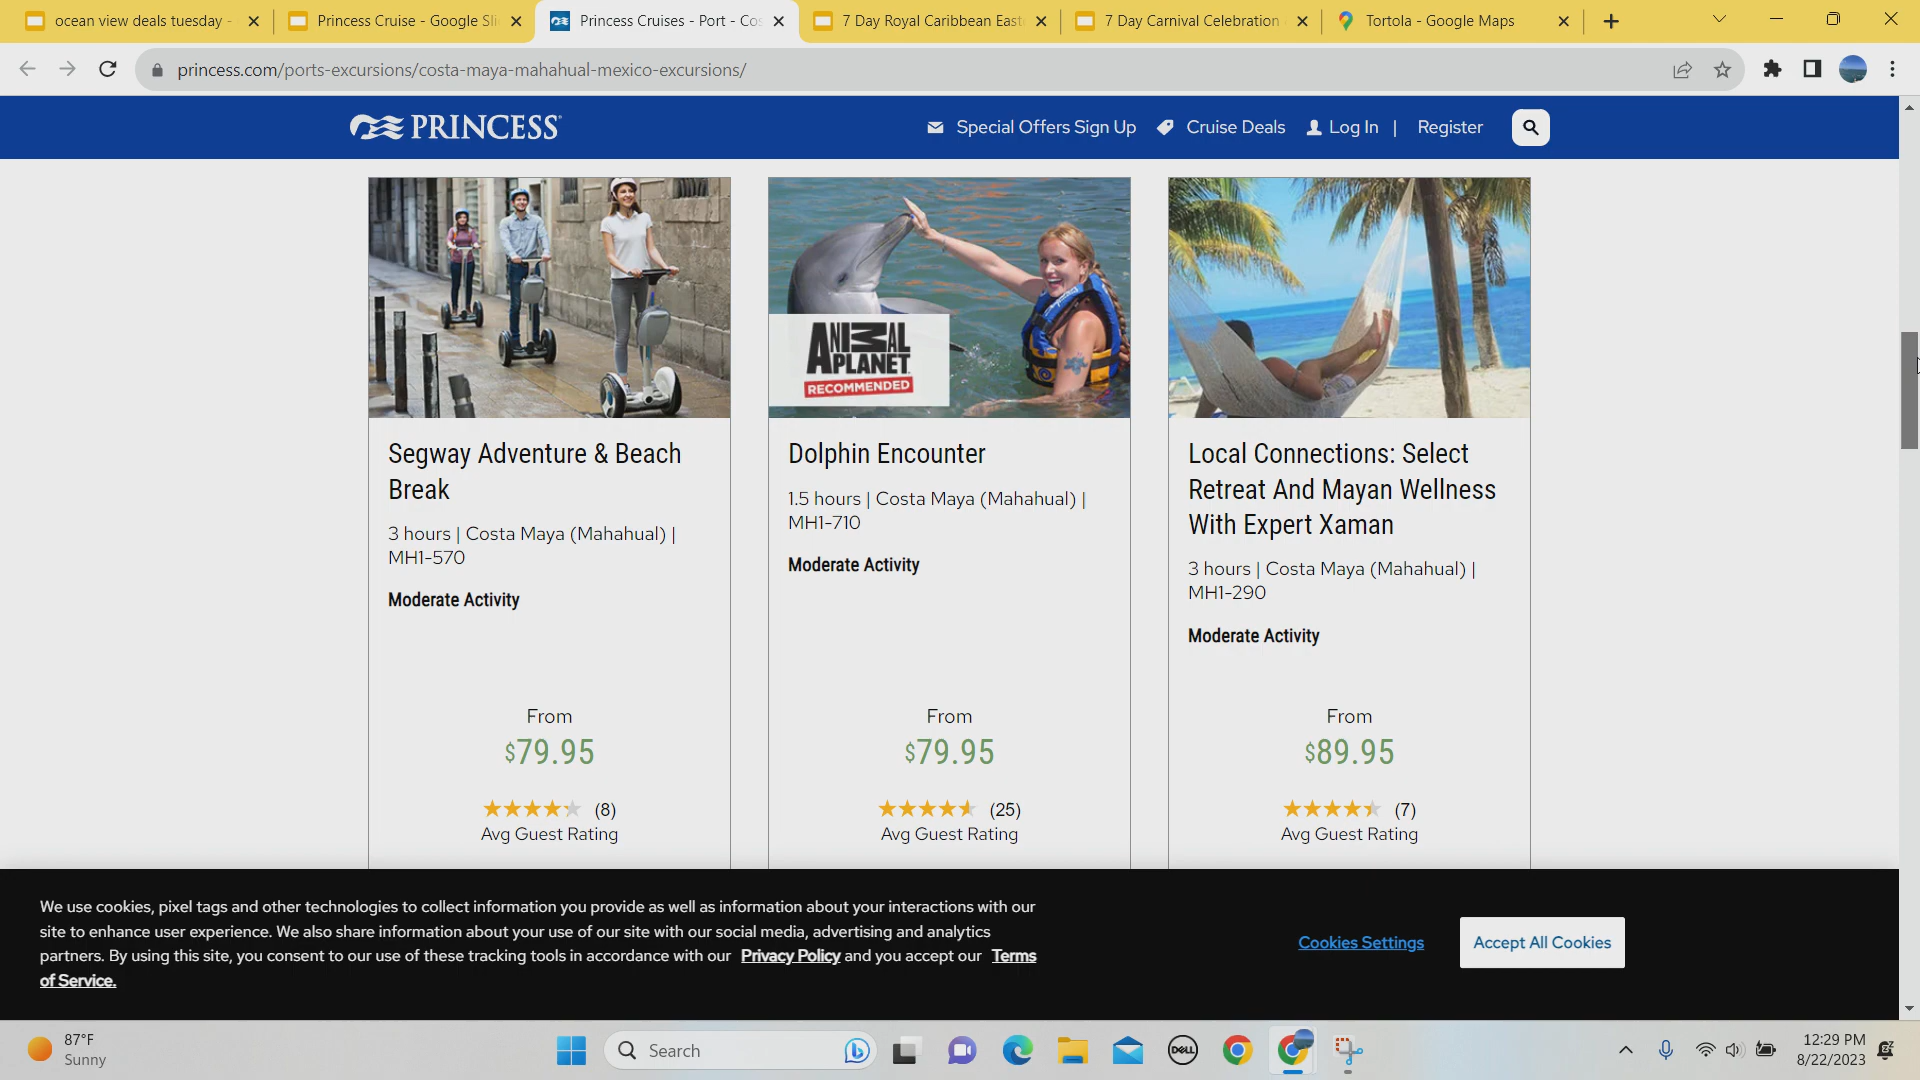 ocean view deals tuesday -
Princess Cruise - Google Sli
Princess Cruises - Port - Cos
7 Day Royal Caribbean East
7 Day Carnival Celebration
Tortola - Google Maps
princess.com/ports-excursions/costa-maya-mahahual-mexico-excursions/
PRINCESS
Special Offers Sign Up
Cruise Deals
Log In |
Register
ANIMAL
PLANET
RECOMMENDED
Segway Adventure & Beach
Break
3 hours | Costa Maya (Mahahual) |
MH1-570
Moderate Activity
From
$79.95
(8)
Avg Guest Rating
Dolphin Encounter
1.5 hours | Costa Maya (Mahahual) |
MH1-710
Moderate Activity
From
$79.95
(25)
Avg Guest Rating
Local Connections: Select
Retreat And Mayan Wellness
With Expert Xaman
3 hours | Costa Maya (Mahahual) |
MH1-290
Moderate Activity
From
$89.95
(7)
Avg Guest Rating
We use cookies, pixel tags and other technologies to collect information you provide as well as information about your interactions with our
site to enhance user experience. We also share information about your use of our site with our social media, advertising and analytics
partners. By using this site, you consent to our use of these tracking tools in accordance with our Privacy Policy and you accept our Terms
of Service.
Cookies Settings
Accept All Cookies
87°F
Sunny
Search
DELL
12:29 PM
8/22/2023